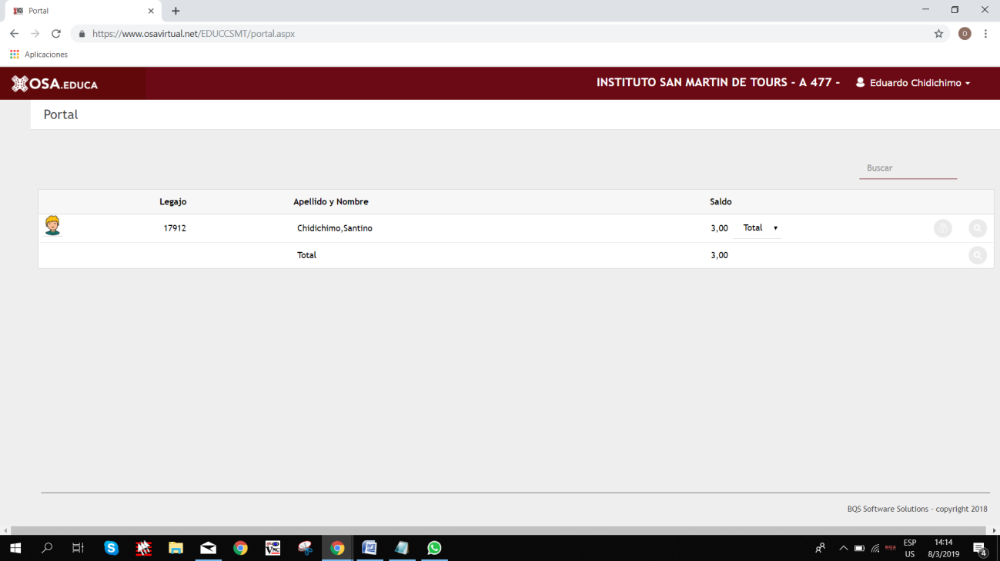 Portal
https://www.osavirtual.net/EDUCCSMT/portal.aspx
O
Aplicaciones
OSA.EDUCA
INSTITUTO SAN MARTIN DE TOURS - A 477 - Eduardo Chidichimo
Portal
Buscar
Legajo Apellido y Nombre Saldo
17912 Chidichimo,Santino 3,00 Total
Total 3,00
BQS Software Solutions - copyright 2018
ESP 14:14
US 8/3/2019
4